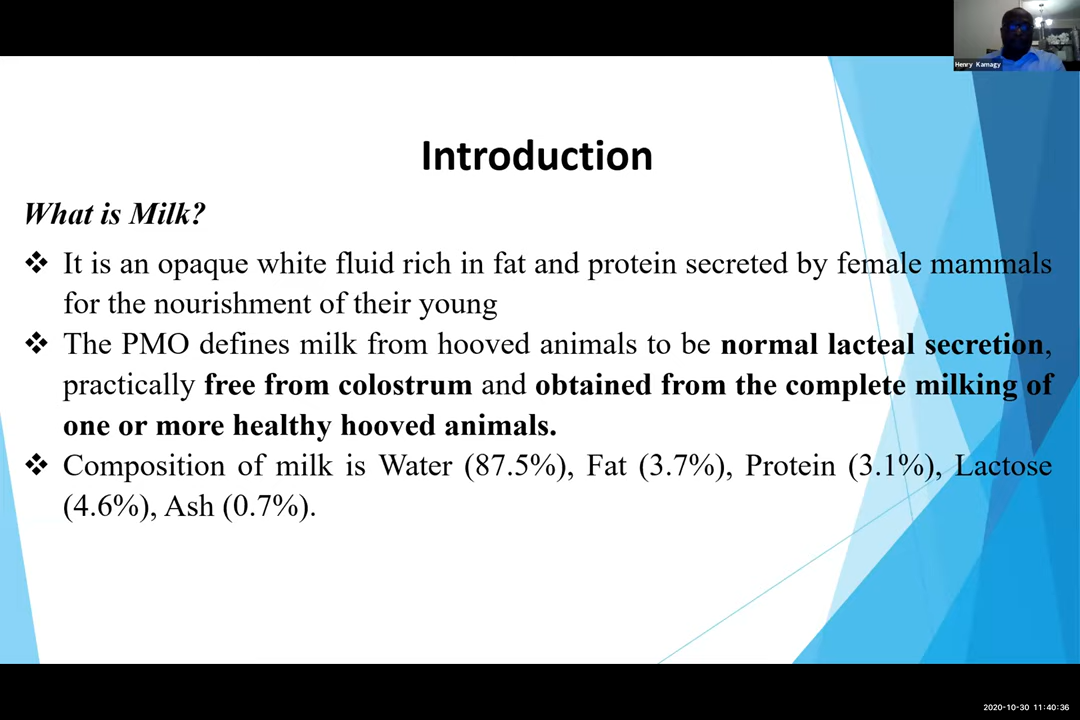 Henry Kamagy
Introduction
What is Milk?
❖ It is an opaque white fluid rich in fat and protein secreted by female mammals
for the nourishment of their young
❖ The PMO defines milk from hooved animals to be normal lacteal secretion,
practically free from colostrum and obtained from the complete milking of
one or more healthy hooved animals.
❖ Composition of milk is Water (87.5%), Fat (3.7%), Protein (3.1%), Lactose
(4.6%), Ash (0.7%).
2020-10-30 11:40:36